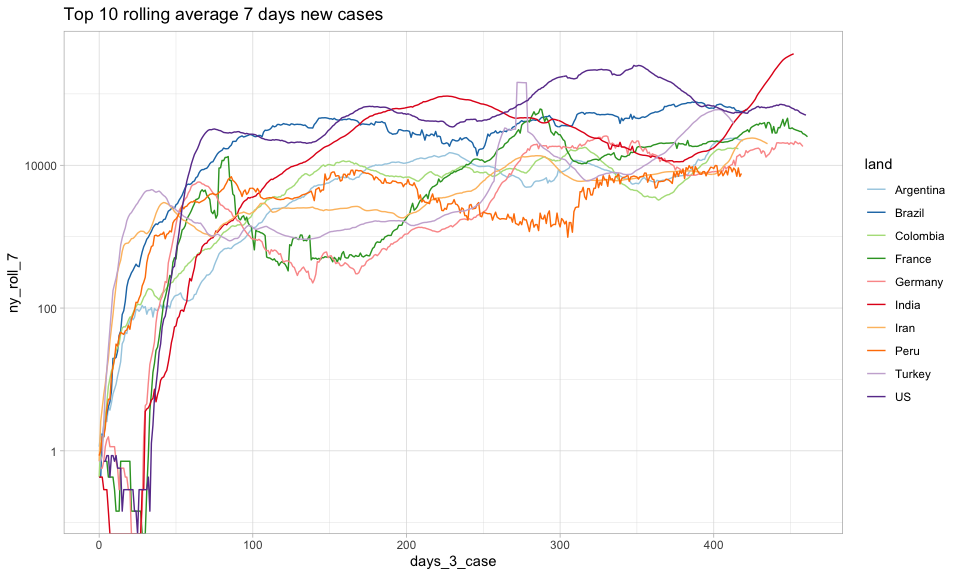 Top 10 rolling average 7 days new cases
ny_roll_7
10000
100
1
0
100
200
300
400
days_3_case
land
Argentina
Brazil
Colombia
France
Germany
India
Iran
Peru
Turkey
US